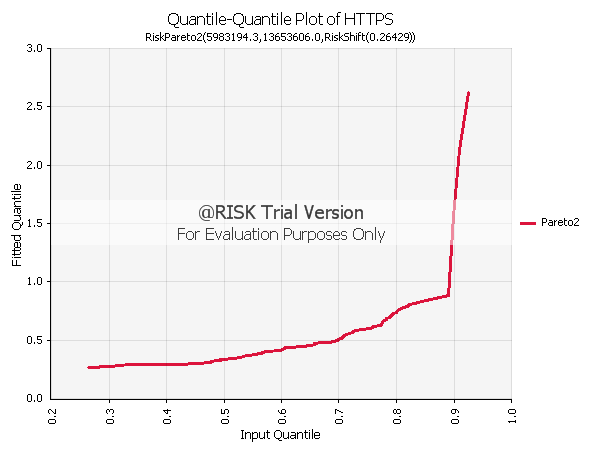 Quantile-Quantile Plot of HTTPS
RiskPareto2(5983194.3,13653606.0,RiskShift(0.26429))
3.0
2.5
2.0
1.5
1.0
0.5
0.0
Fitted Quantile
@RISK Trial Version
For Evaluation Purposes Only
Pareto2
0.2
0.3
0.4
0.5
0.6
0.7
0.8
0.9
1.0
Input Quantile